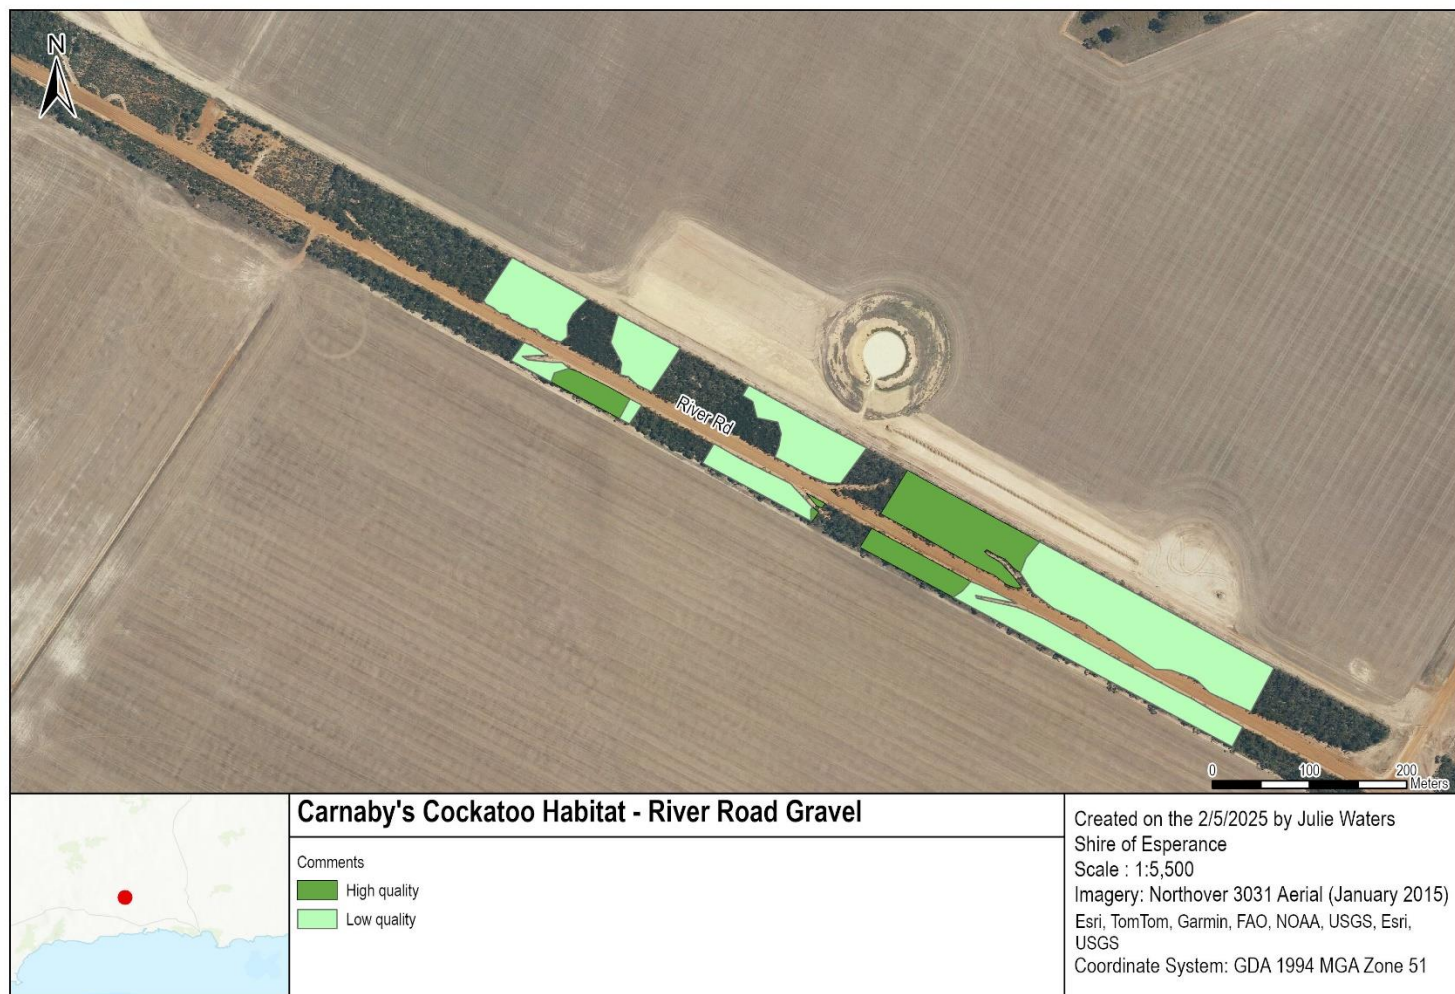 N
River Rd
0 100 200
Meters
Carnaby's Cockatoo Habitat - River Road Gravel
Comments
High quality
Low quality
Created on the 2/5/2025 by Julie Waters
Shire of Esperance
Scale : 1:5,500
Imagery: Northover 3031 Aerial (January 2015)
Esri, TomTom, Garmin, FAO, NOAA, USGS, Esri,
USGS
Coordinate System: GDA 1994 MGA Zone 51